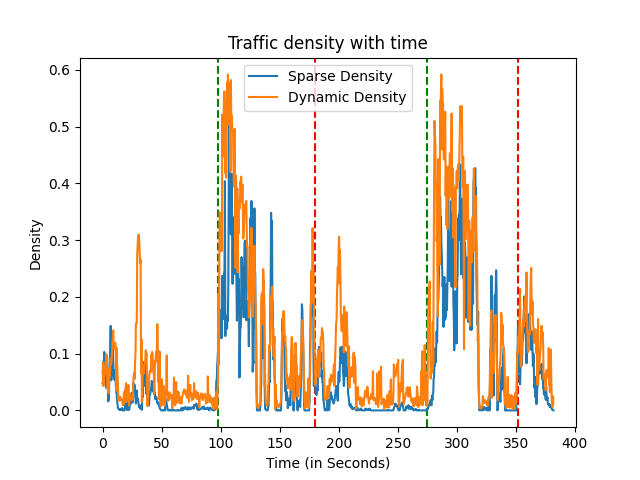 Traffic density with time
Sparse Density
Dynamic Density
0.6
0.5
0.4
0.3
0.2
0.1
0.0
Density
0 50 100 150 200 250 300 350 400
Time (in Seconds)